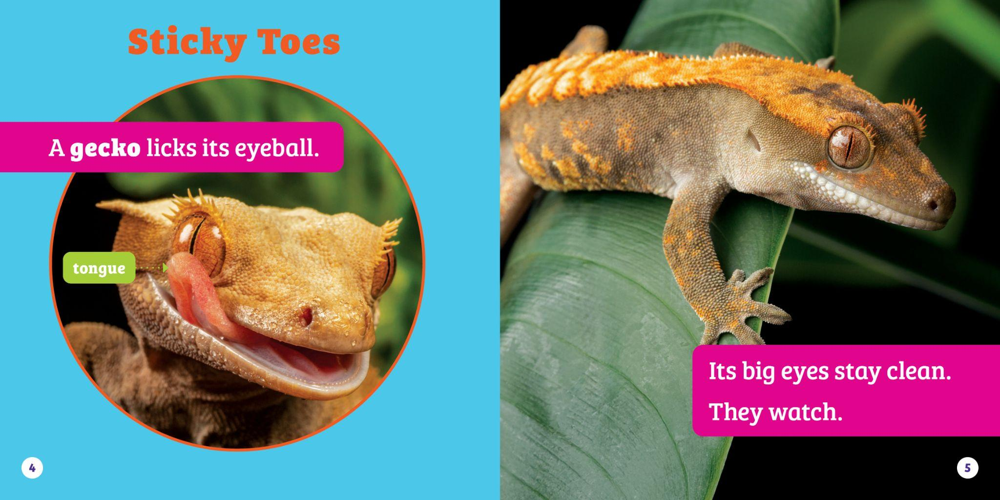 Sticky Toes
A gecko licks its eyeball.
tongue
4
Its big eyes stay clean.
They watch.
5